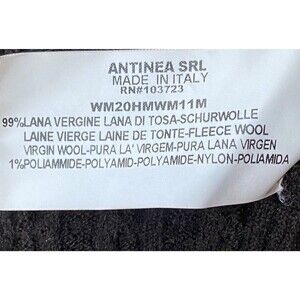 ANTINEA SRL
MADE IN ITALY
RN#103723
WM20HMWM11M
99%LANA VERGINE LANA DI TOSA-SCHURWOLLE
LAINE VIERGE LAINE DE TONTE-FLEECE WOOL
VIRGIN WOOL-PURA LA' VIRGEM-PURA LANA VIRGEN
1%POLIAMMIDE-POLYAMID-POLYAMIDE-NYLON-POLIAMIDA